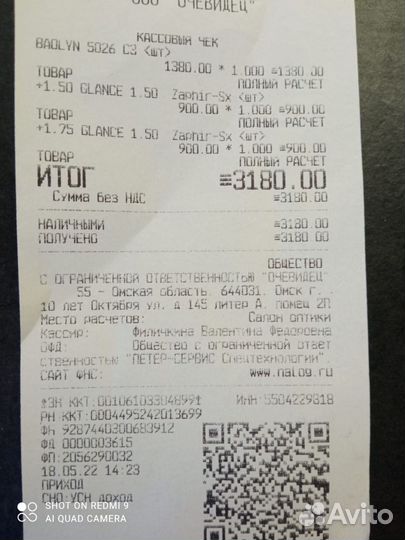 ООО "ОЧЕВИДЕЦ"
КАССОВЫЙ ЧЕК
BAOLYN 5026 C3 <шт>
1380.00 * 1.000 =1380.00
ТОВАР ПОЛНЫЙ РАСЧЕТ
+1.50 GLANCE 1.50 Zaphir-Sx <шт>
900.00 * 1.000 =900.00
ТОВАР ПОЛНЫЙ РАСЧЕТ
+1.75 GLANCE 1.50 Zaphir-Sx <шт>
900.00 * 1.000 =900.00
ТОВАР ПОЛНЫЙ РАСЧЕТ
ИТОГ =3180.00
Сумма без НДС =3180.00
НАЛИЧНЫМИ =3180.00
ПОЛУЧЕНО =3180.00
ОБЩЕСТВО
С ОГРАНИЧЕННОЙ ОТВЕТСТВЕННОСТЬЮ "ОЧЕВИДЕЦ"
55 - Омская область. 644031. Омск г.
10 лет Октября ул. д 145 литер А. помещ 2П
Место расчетов: Салон оптики
Кассир: Филичкина Валентина Федоровна
ОФД: Общество с ограниченной ответ
ственностью "ПЕТЕР-СЕРВИС Спецтехнологии".
САЙТ ФНС: www.nalog.ru
ЗН ККТ:00106103384899 ИНН:5504229318
РН ККТ:0004495242013699
ФН 9287440300683912
ФД 0000003615
ФП:2056290032
18.05.22 14:23
ПРИХОД
СНО:УСН доход
SHOT ON REDMI 9
AI QUAD CAMERA
Avito